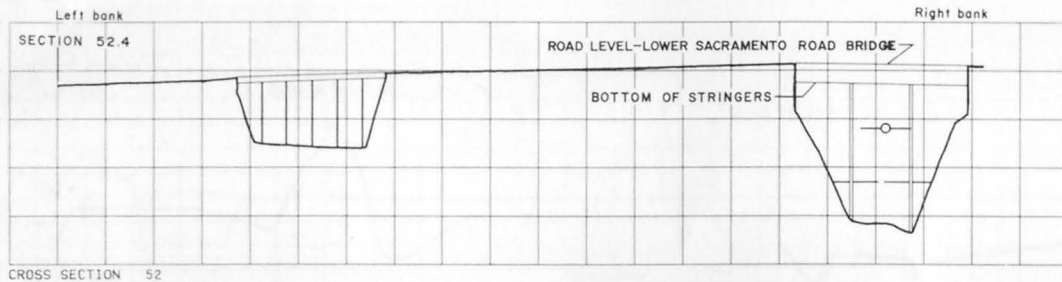 Left bank
Right bank
SECTION 52.4
ROAD LEVEL-LOWER SACRAMENTO ROAD BRIDGE
BOTTOM OF STRINGERS
CROSS SECTION 52